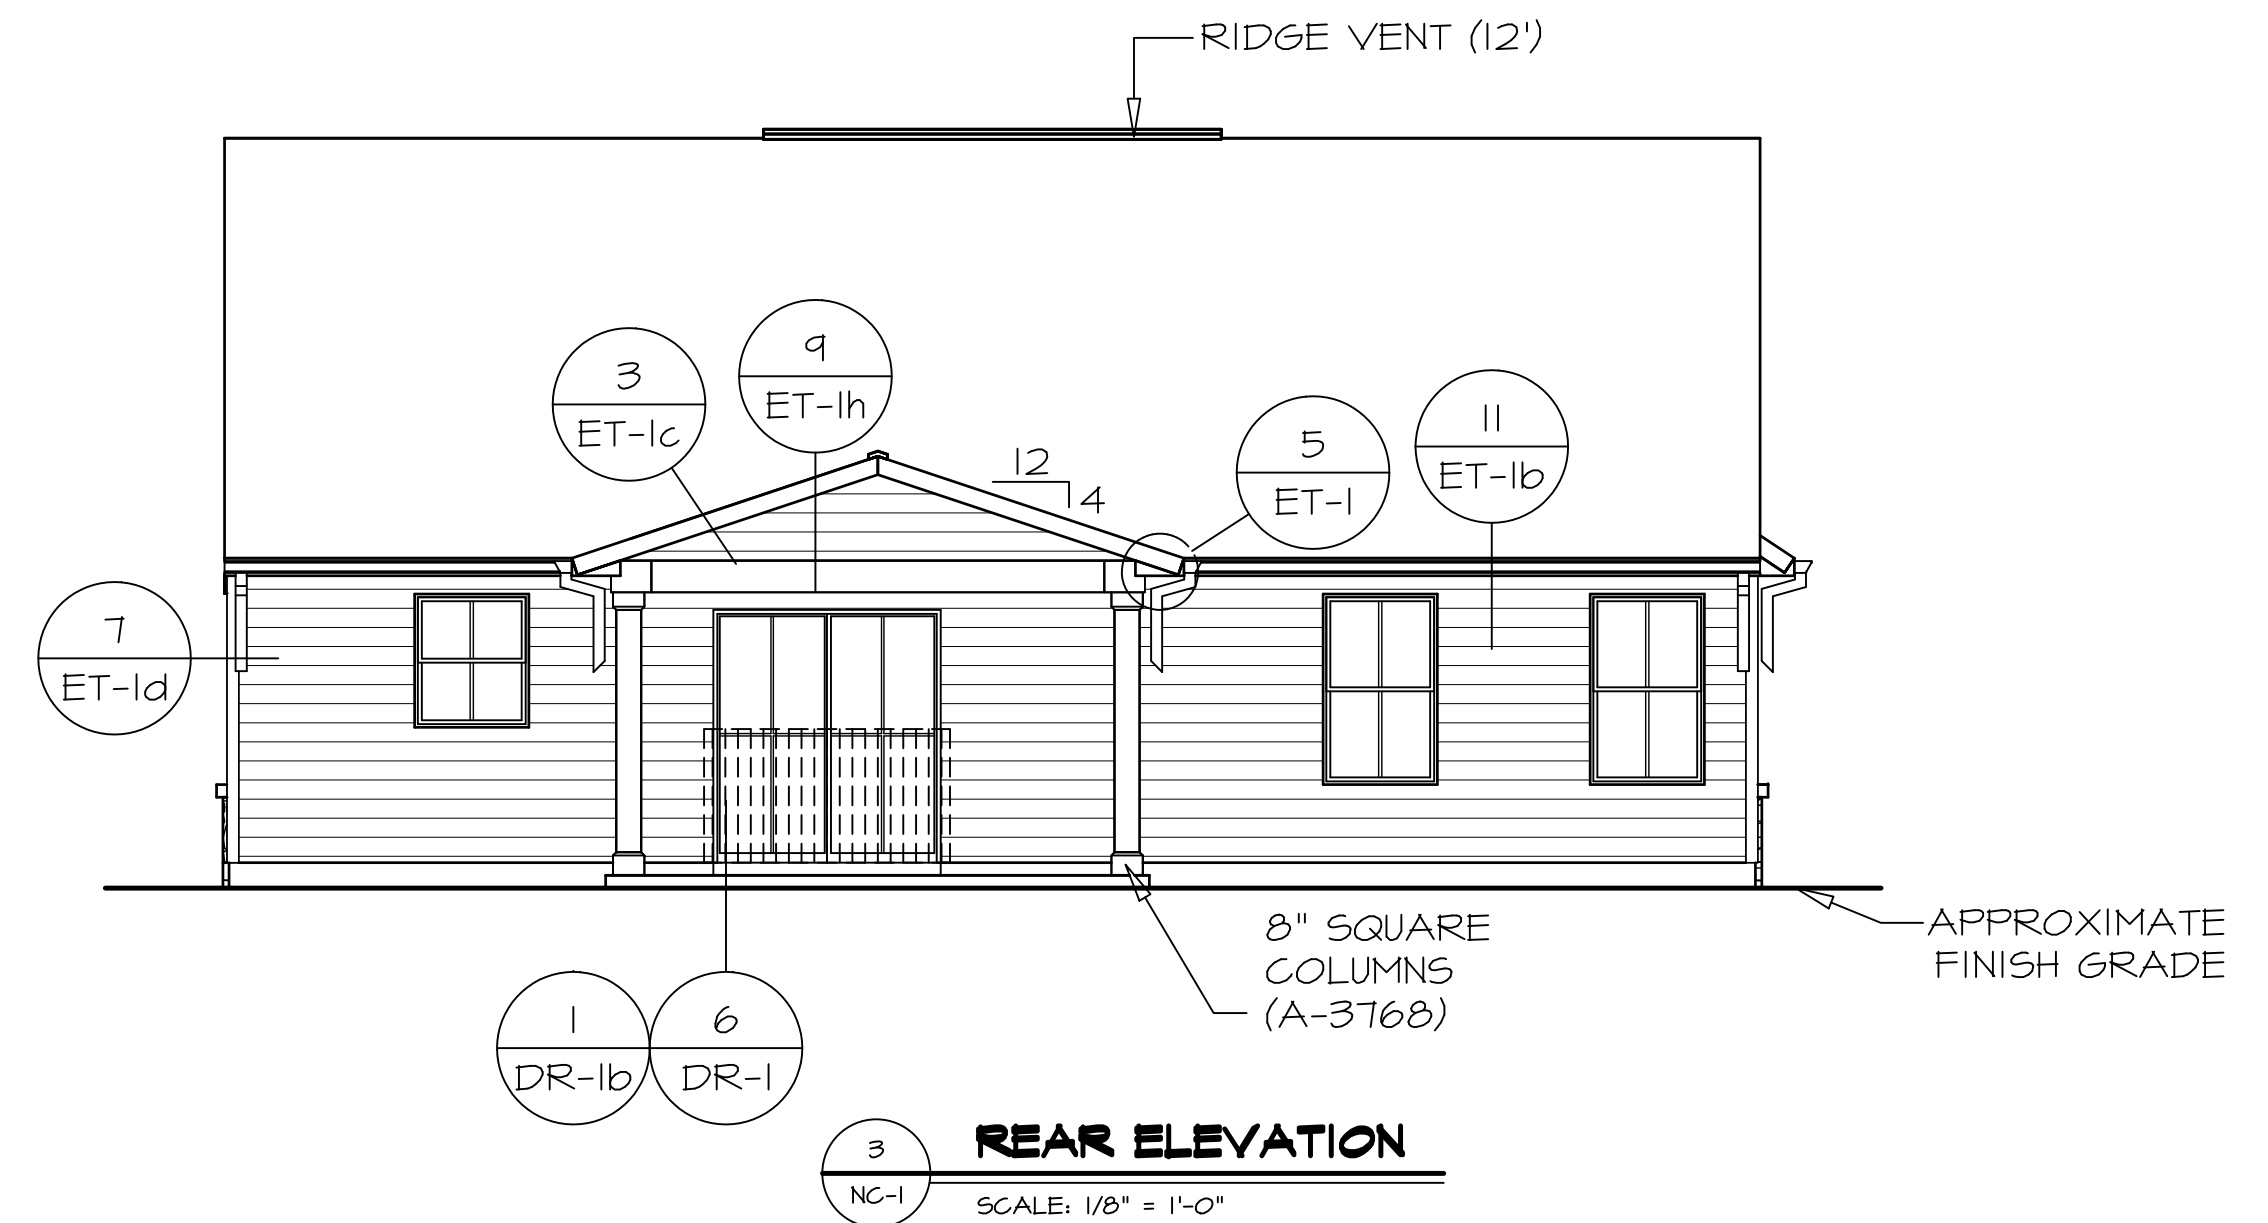 RIDGE VENT (12')
9
ET-1h
3
ET-1c
11
ET-1b
5
ET-1
12
4
7
ET-1d
8" SQUARE
COLUMNS
(A-3768)
APPROXIMATE
FINISH GRADE
1
DR-1b
6
DR-1
3
NC-1
REAR ELEVATION
SCALE: 1/8" = 1'-0"